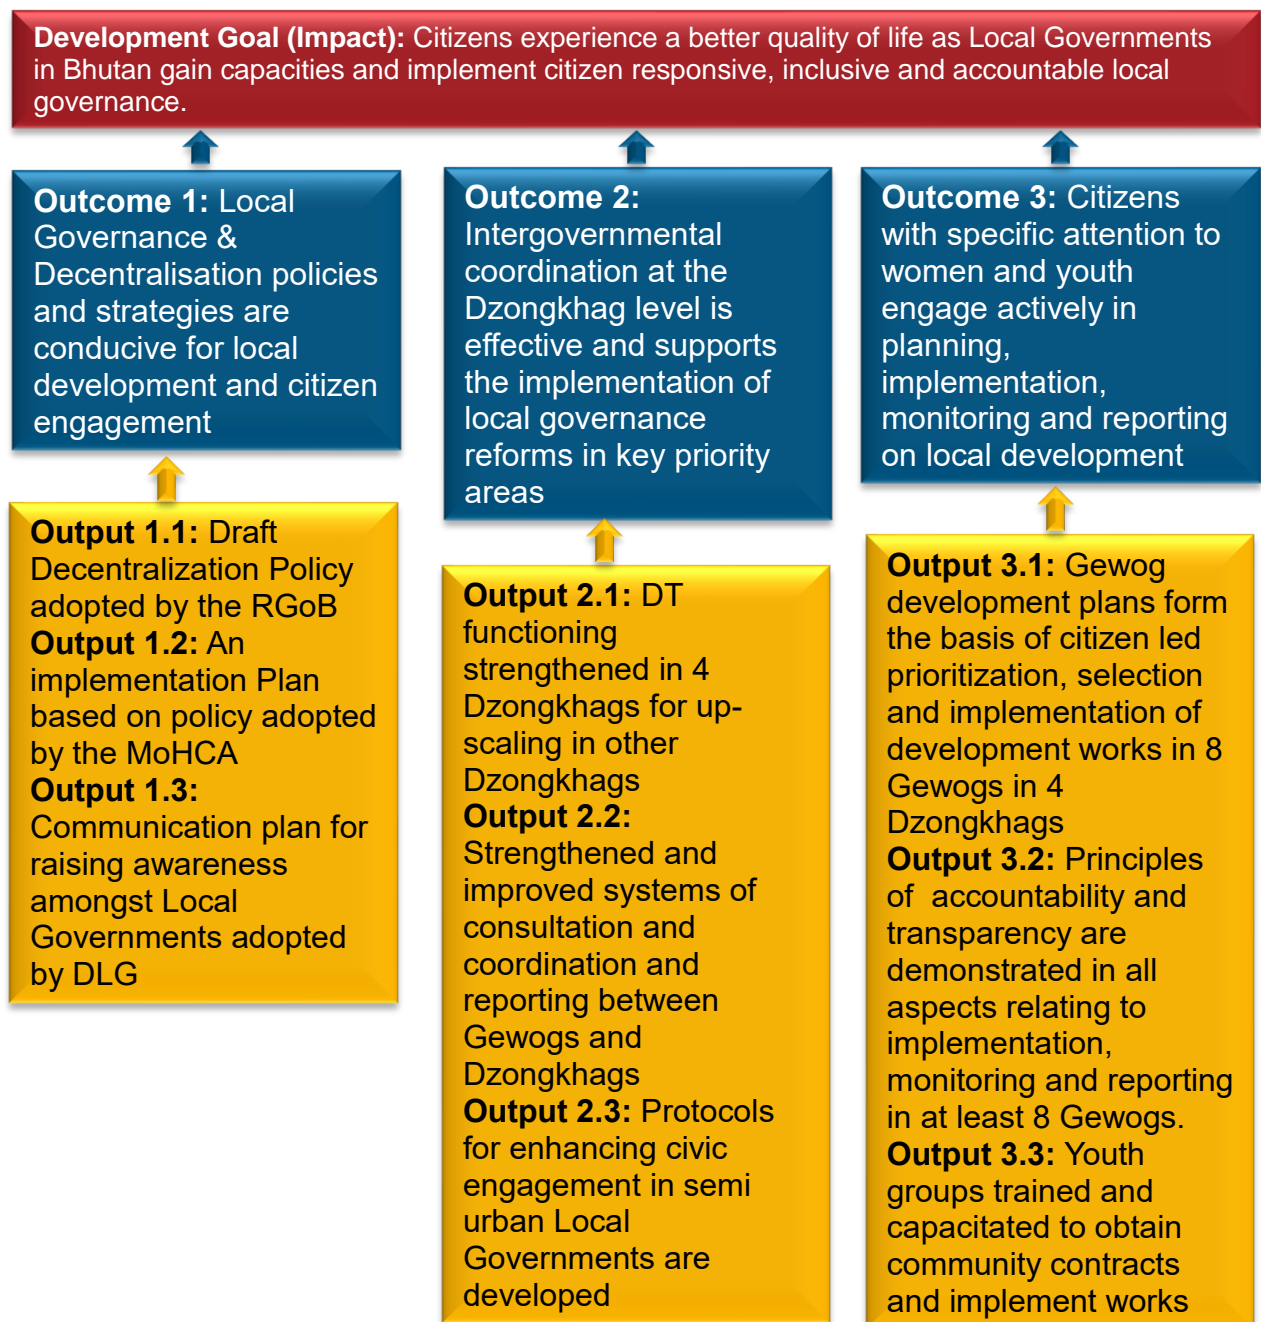 Development Goal (Impact): Citizens experience a better quality of life as Local Governments
in Bhutan gain capacities and implement citizen responsive, inclusive and accountable local
governance.
Outcome 1: Local
Governance &
Decentralisation policies
and strategies are
conducive for local
development and citizen
engagement
Outcome 2:
Intergovernmental
coordination at the
Dzongkhag level is
effective and supports
the implementation of
local governance
reforms in key priority
areas
Outcome 3: Citizens
with specific attention to
women and youth
engage actively in
planning,
implementation,
monitoring and reporting
on local development
Output 1.1: Draft
Decentralization Policy
adopted by the RGoB
Output 1.2: An
implementation Plan
based on policy adopted
by the MoHCA
Output 1.3:
Communication plan for
raising awareness
amongst Local
Governments adopted
by DLG
Output 2.1: DT
functioning
strengthened in 4
Dzongkhags for up-
scaling in other
Dzongkhags
Output 2.2:
Strengthened and
improved systems of
consultation and
coordination and
reporting between
Gewogs and
Dzongkhags
Output 2.3: Protocols
for enhancing civic
engagement in semi
urban Local
Governments are
developed
Output 3.1: Gewog
development plans form
the basis of citizen led
prioritization, selection
and implementation of
development works in 8
Gewogs in 4
Dzongkhags
Output 3.2: Principles
of  accountability and
transparency are
demonstrated in all
aspects relating to
implementation,
monitoring and reporting
in at least 8 Gewogs.
Output 3.3: Youth
groups trained and
capacitated to obtain
community contracts
and implement works